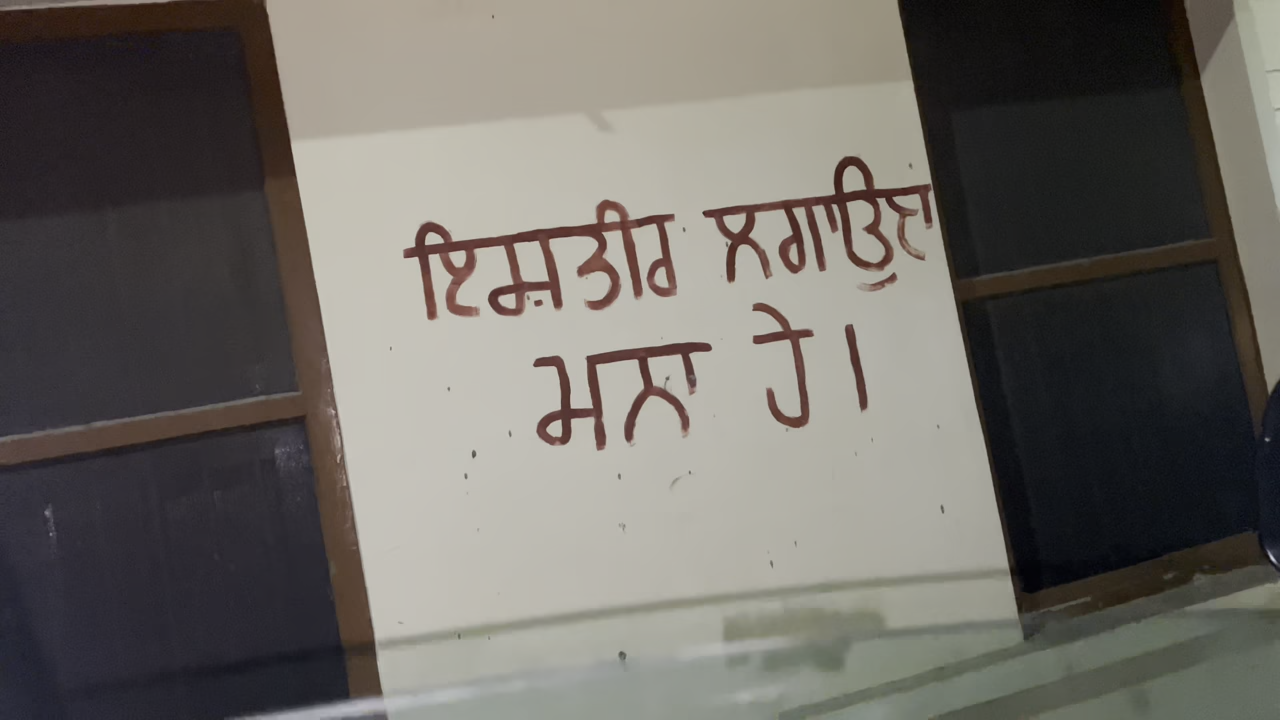 ਇਸ਼ਤੀਰ ਲਗਾਉਣਾ
ਮਨਾ ਹੇ।